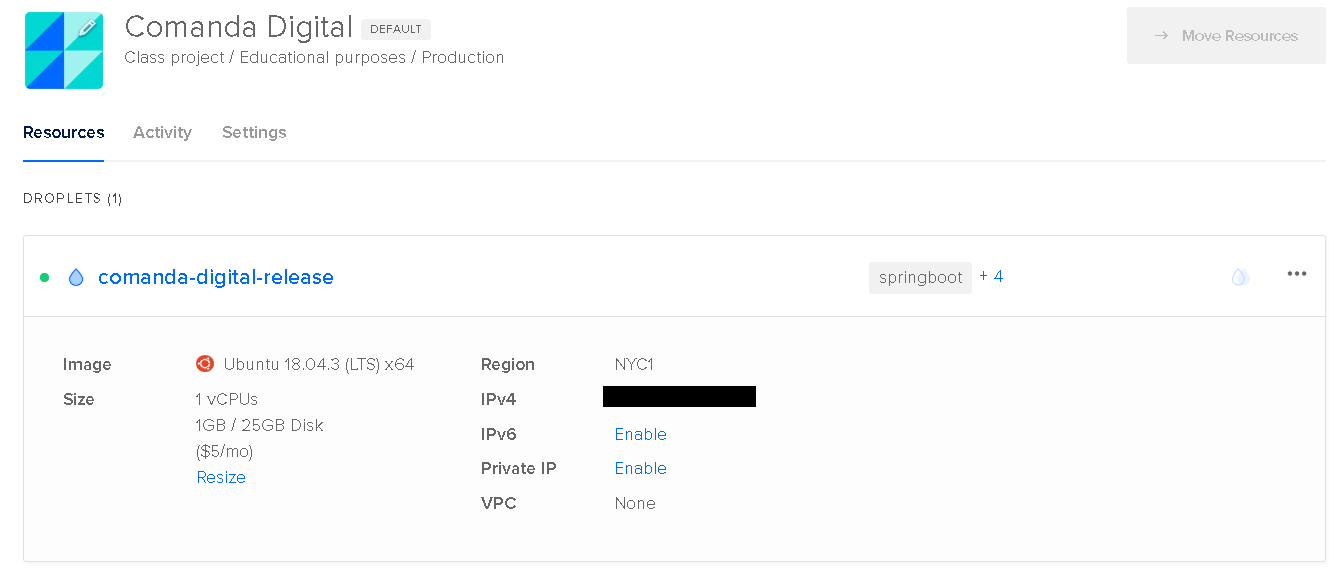 Comanda Digital DEFAULT
Class project / Educational purposes / Production
→ Move Resources
Resources Activity Settings
DROPLETS (1)
comanda-digital-release springboot + 4 •••
Image Ubuntu 18.04.3 (LTS) x64
Size 1 vCPUs
1GB / 25GB Disk
($5/mo)
Resize
Region NYC1
IPv4
IPv6 Enable
Private IP Enable
VPC None